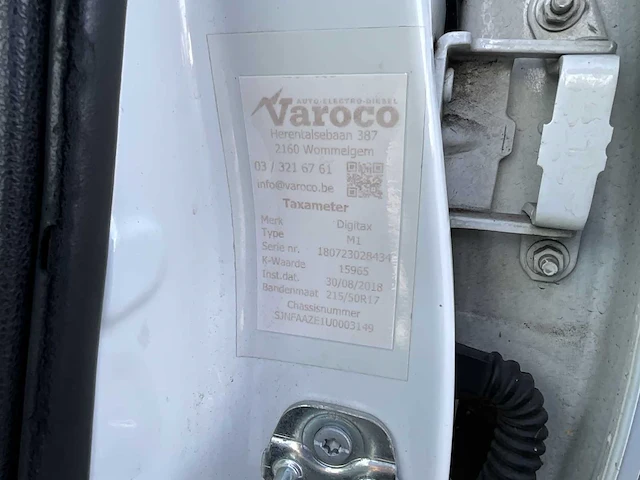 AUTO-ELECTRO-DIESEL
Varoco
Herentalsebaan 387
2160 Wommelgem
03 / 321 67 61
info@varoco.be
Taxameter
Merk Digitax
Type M1
Serie nr. 180723028434
K-Waarde 15965
Inst.dat. 30/08/2018
Bandenmaat 215/50R17
Chassisnummer
SJNFAAZE1U0003149